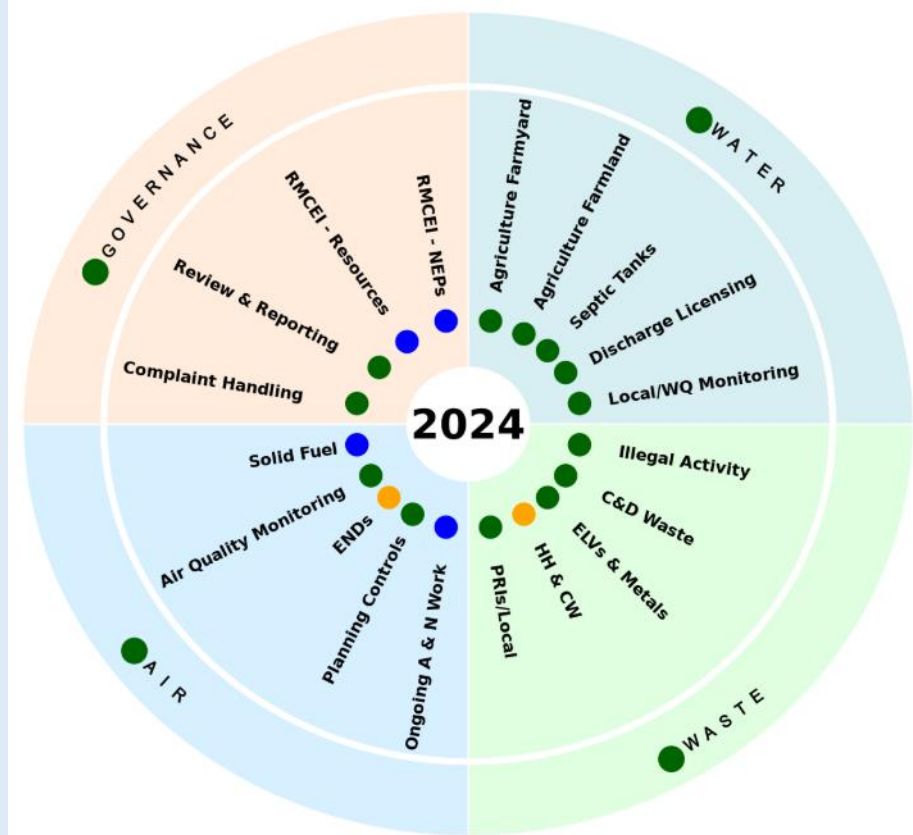 GOVERNANCE
RMCEI - NEPs
RMCEI - Resources
Review & Reporting
Complaint Handling
WATER
Agriculture Farmyard
Agriculture Farmland
Septic Tanks
Discharge Licensing
Local/WQ Monitoring
2024
Solid Fuel
Air Quality Monitoring
ENDs
Planning Controls
Ongoing A & N Work
AIR
Illegal Activity
C&D Waste
ELVs & Metals
HH & CW
PRIs/Local
WASTE